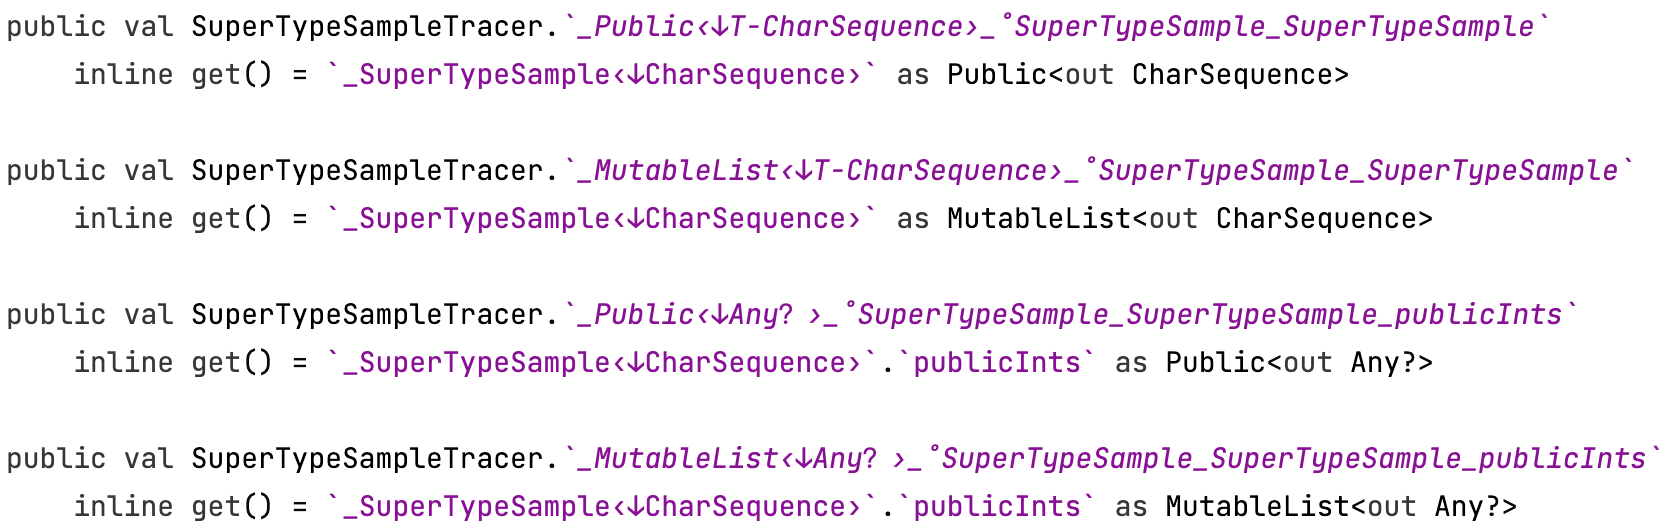 public val SuperTypeSampleTracer.`_Public‹↓T-CharSequence›_˚SuperTypeSample_SuperTypeSample`
    inline get() = `_SuperTypeSample‹↓CharSequence›` as Public<out CharSequence>

public val SuperTypeSampleTracer.`_MutableList‹↓T-CharSequence›_˚SuperTypeSample_SuperTypeSample`
    inline get() = `_SuperTypeSample‹↓CharSequence›` as MutableList<out CharSequence>

public val SuperTypeSampleTracer.`_Public‹↓Any? ›_˚SuperTypeSample_SuperTypeSample_publicInts`
    inline get() = `_SuperTypeSample‹↓CharSequence›`.`publicInts` as Public<out Any?>

public val SuperTypeSampleTracer.`_MutableList‹↓Any? ›_˚SuperTypeSample_SuperTypeSample_publicInts`
    inline get() = `_SuperTypeSample‹↓CharSequence›`.`publicInts` as MutableList<out Any?>